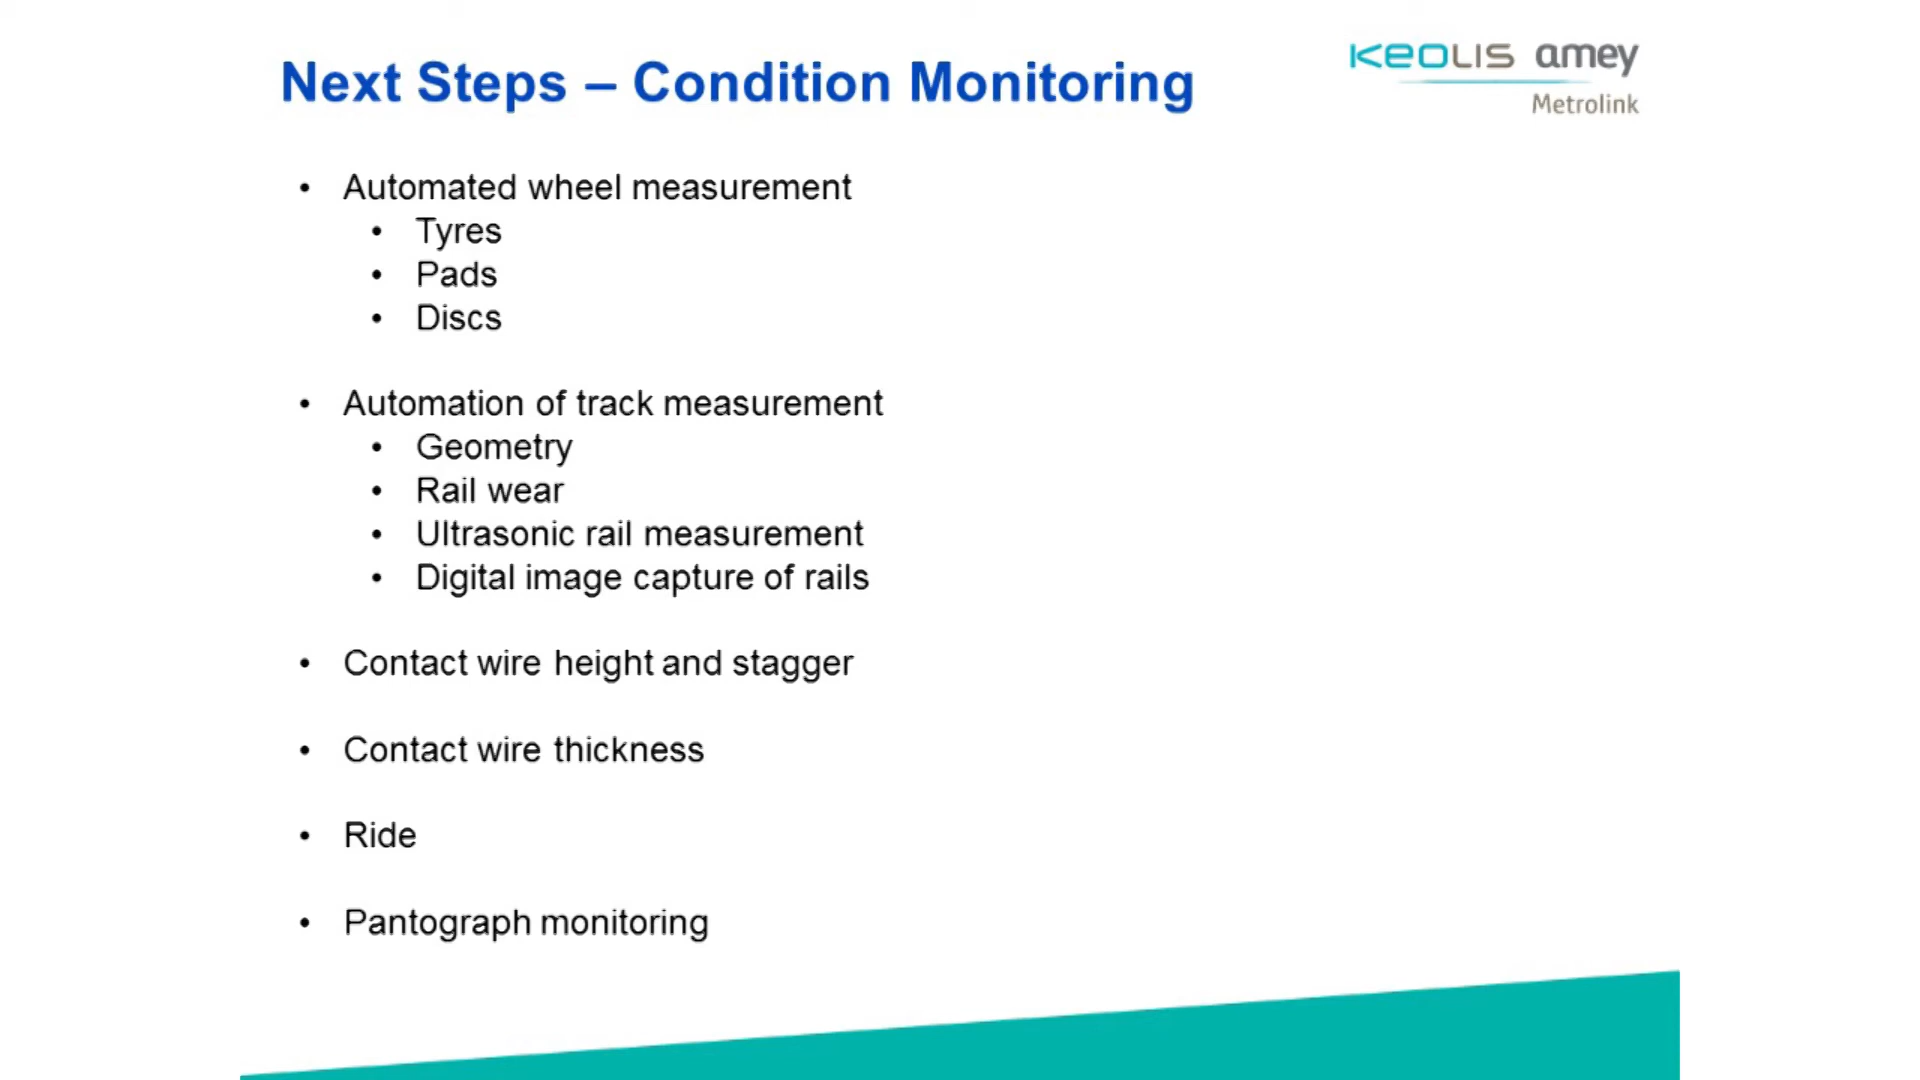 Next Steps – Condition Monitoring
KEOLIS amey
Metrolink
• Automated wheel measurement
• Tyres
• Pads
• Discs
• Automation of track measurement
• Geometry
• Rail wear
• Ultrasonic rail measurement
• Digital image capture of rails
• Contact wire height and stagger
• Contact wire thickness
• Ride
• Pantograph monitoring